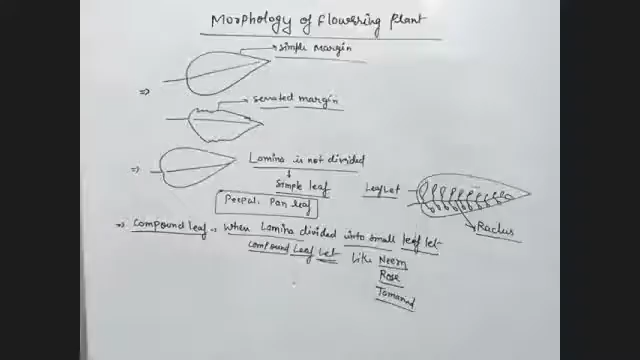 Morphology of flowering Plant
simple margin
⇒
serrated margin
⇒ Lamina is not divided
simple leaf
Peepal, Pan leaf
Leaflet
Rachis
⇒ Compound leaf ⇒ When Lamina divided into small leaf let
compound Leaf Let like Neem
Rose